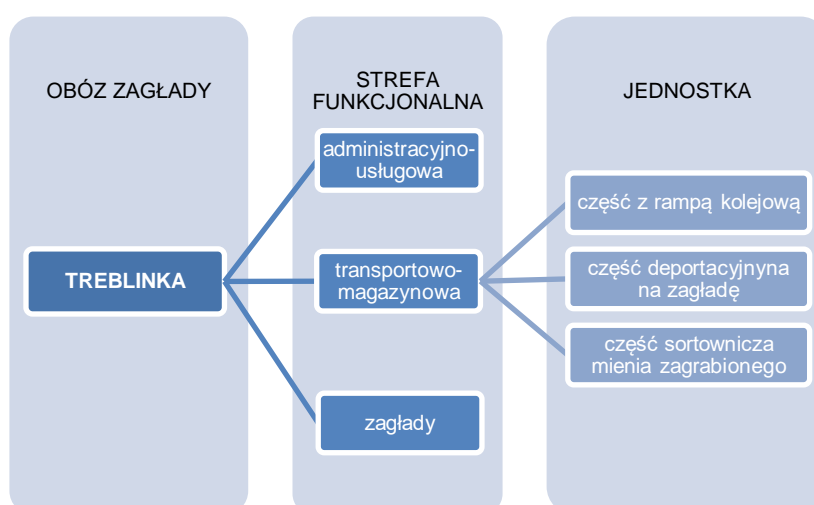 OBÓZ ZAGŁADY
STREFA
FUNKCJONALNA
JEDNOSTKA
TREBLINKA
administracyjno-
usługowa
transportowo-
magazynowa
zagłady
część z rampą kolejową
część deportacyjnyna
na zagładę
część sortownicza
mienia zagrabionego